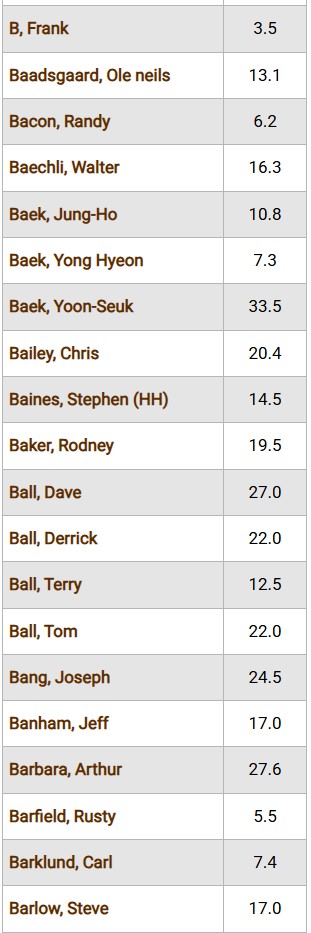 B, Frank 3.5
Baadsgaard, Ole neils 13.1
Bacon, Randy 6.2
Baechli, Walter 16.3
Baek, Jung-Ho 10.8
Baek, Yong Hyeon 7.3
Baek, Yoon-Seuk 33.5
Bailey, Chris 20.4
Baines, Stephen (HH) 14.5
Baker, Rodney 19.5
Ball, Dave 27.0
Ball, Derrick 22.0
Ball, Terry 12.5
Ball, Tom 22.0
Bang, Joseph 24.5
Banham, Jeff 17.0
Barbara, Arthur 27.6
Barfield, Rusty 5.5
Barklund, Carl 7.4
Barlow, Steve 17.0